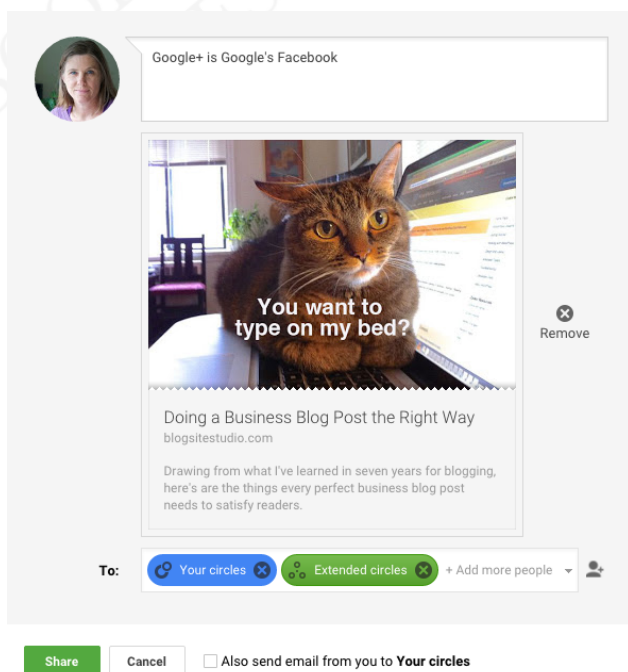 Google+ is Google's Facebook
You want to
type on my bed?
Remove
Doing a Business Blog Post the Right Way
blogsitestudio.com
Drawing from what I've learned in seven years for blogging,
here's are the things every perfect business blog post
needs to satisfy readers.
To: Your circles Extended circles + Add more people
Share Cancel Also send email from you to Your circles